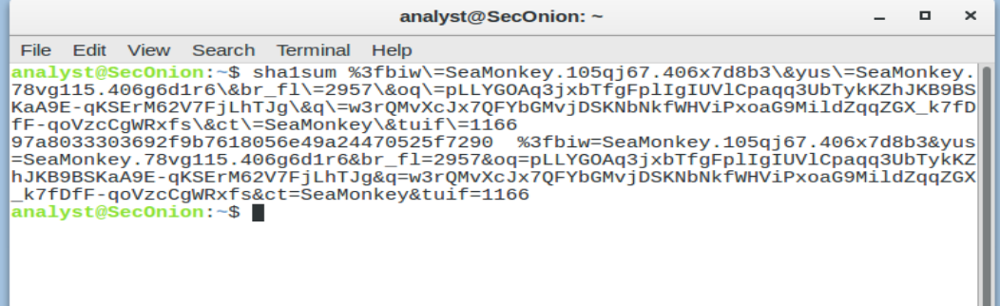 analyst@SecOnion: ~
File Edit View Search Terminal Help
analyst@SecOnion:~$ sha1sum %3fbiw\=SeaMonkey.105qj67.406x7d8b3\&yus\=SeaMonkey.
78vg115.406g6d1r6\&br_fl\=2957\&oq\=pLLYGOAq3jxbTfgFplIgIUVlCpaqq3UbTykKZhJKB9BS
KaA9E-qKSErM62V7FjLhTJg\&q\=w3rQMvXcJx7QFYbGMvjDSKNbNkfWHViPxoaG9MildZqqZGX_k7fD
fF-qoVzcCgWRxfs\&ct\=SeaMonkey\&tuif\=1166
97a8033303692f9b7618056e49a24470525f7290  %3fbiw=SeaMonkey.105qj67.406x7d8b3&yus
=SeaMonkey.78vg115.406g6d1r6&br_fl=2957&oq=pLLYGOAq3jxbTfgFplIgIUVlCpaqq3UbTykKZ
hJKB9BSKaA9E-qKSErM62V7FjLhTJg&q=w3rQMvXcJx7QFYbGMvjDSKNbNkfWHViPxoaG9MildZqqZGX
_k7fDfF-qoVzcCgWRxfs&ct=SeaMonkey&tuif=1166
analyst@SecOnion:~$